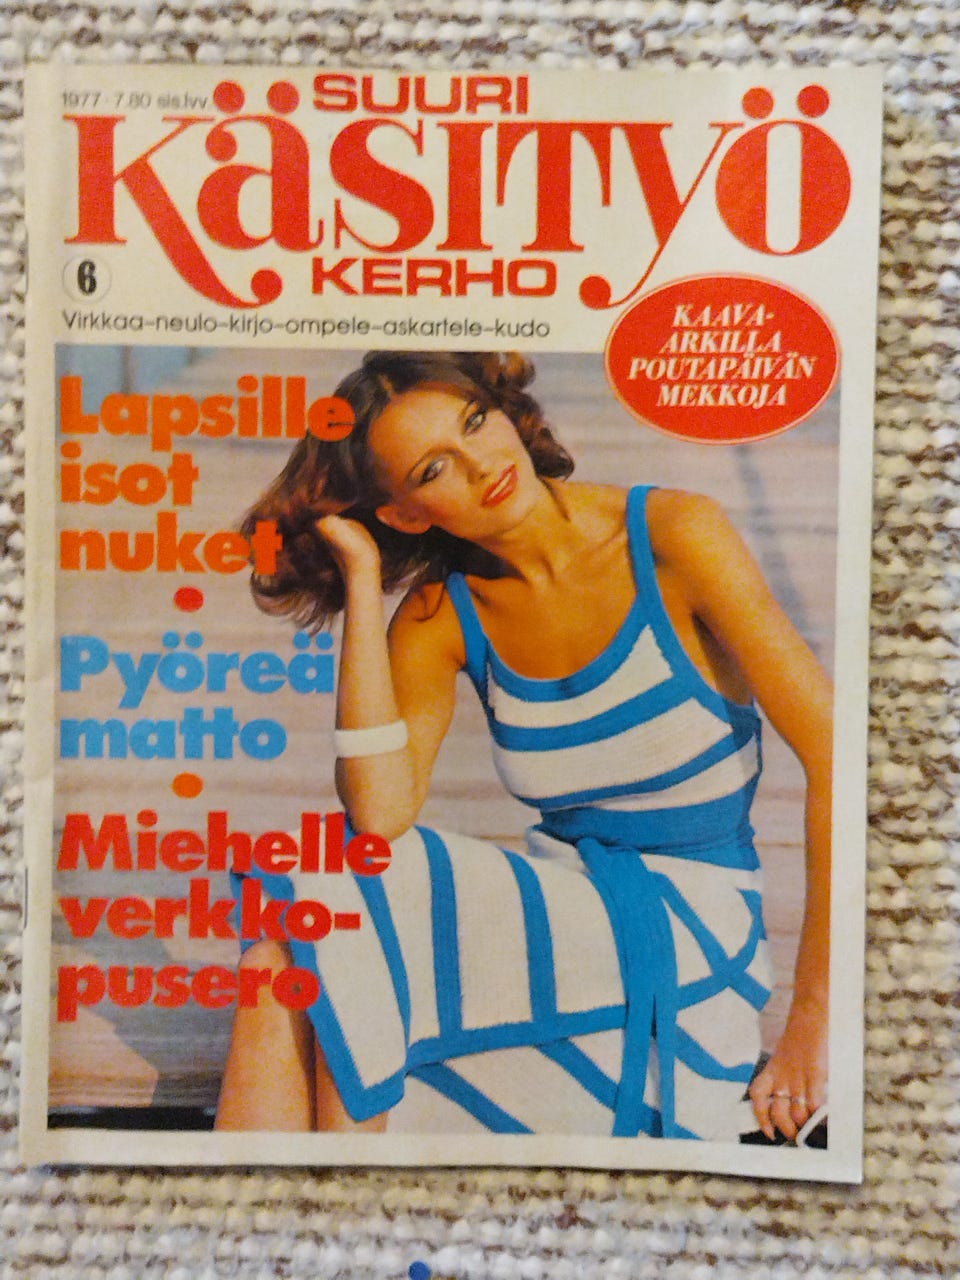 1977 · 7.80 sis.lvv.
SUURI
KÄSITYÖ
KERHO
6
Virkkaa–neulo–kirjo–ompele–askartele–kudo
KAAVA-
ARKILLA
POUTAPÄIVÄN
MEKKOJA
Lapsille
isot
nuket
•
Pyöreä
matto
•
Miehelle
verkko-
pusero